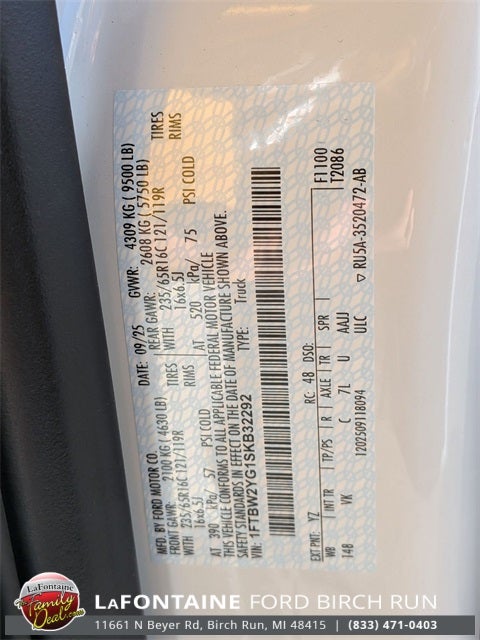 MFD. BY FORD MOTOR CO. DATE: 09/25 GVWR: 4309 KG ( 9500 LB)
FRONT GAWR: 2100 KG (4630 LB) REAR GAWR: 2608 KG ( 5750 LB)
WITH 235/65R16C 121/119R TIRES WITH 235/65R16C 121/119R TIRES
16x6.5J RIMS 16x6.5J RIMS
AT 390 kPa/ 57 PSI COLD AT 520 kPa/ 75 PSI COLD
THIS VEHICLE CONFORMS TO ALL APPLICABLE FEDERAL MOTOR VEHICLE
SAFETY STANDARDS IN EFFECT ON THE DATE OF MANUFACTURE SHOWN ABOVE.
VIN: 1FTBW2YG1SKB32292 TYPE: Truck
F1100
T2086
EXT PNT: YZ RC: 48 DSO:
WB INT TR TP/PS R AXLE TR SPR
148 VK C 7L U AAJJ
ULC
1202509118094
RU5A-3520472-AB
LaFontaine
The Family Deal.com
LAFONTAINE FORD BIRCH RUN
11661 N Beyer Rd, Birch Run, MI 48415 | (833) 471-0403